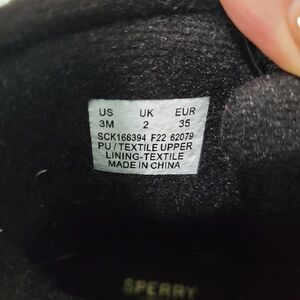 US UK EUR
3M 2 35
SCK166394 F22 62079
PU / TEXTILE UPPER
LINING-TEXTILE
MADE IN CHINA
SPERRY